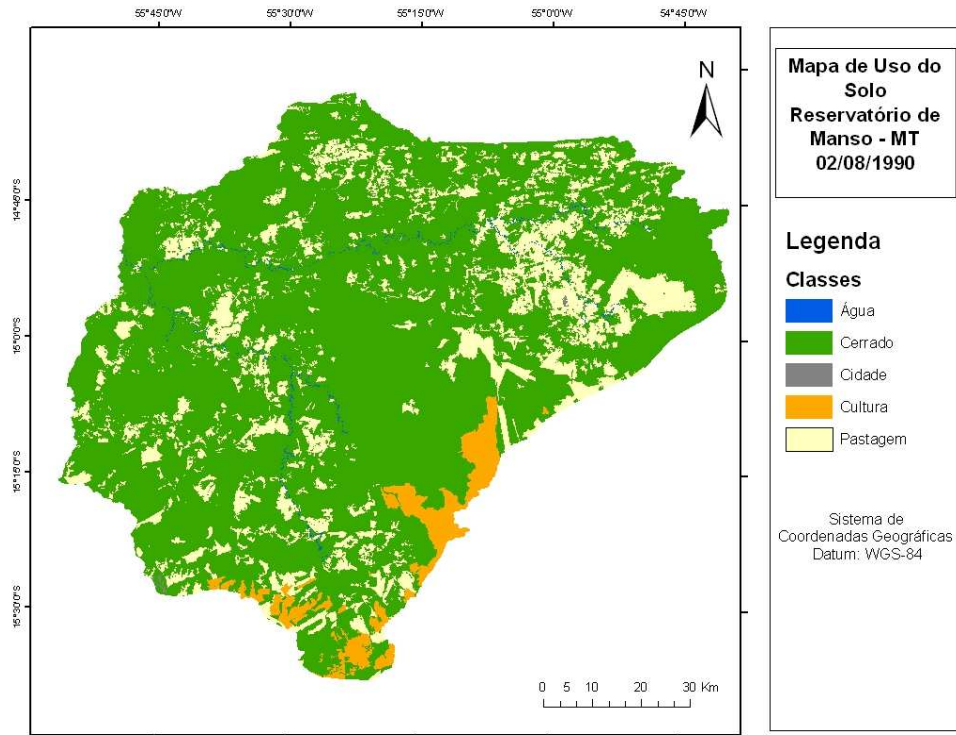 55°45'0"W
55°30'0"W
55°15'0"W
55°0'0"W
54°45'0"W
14°48'0"S
15°0'0"S
15°15'0"S
15°30'0"S
N
0 5 10 20 30 Km
Mapa de Uso do
Solo
Reservatório de
Manso - MT
02/08/1990
Legenda
Classes
Água
Cerrado
Cidade
Cultura
Pastagem
Sistema de
Coordenadas Geográficas
Datum: WGS-84